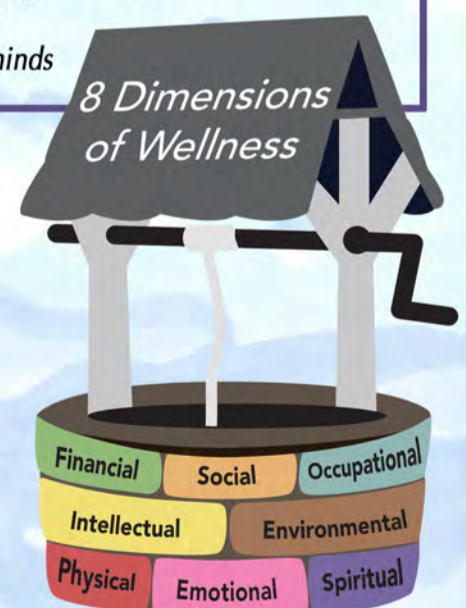 minds
8 Dimensions
of Wellness
Financial Social Occupational
Intellectual Environmental
Physical Emotional Spiritual